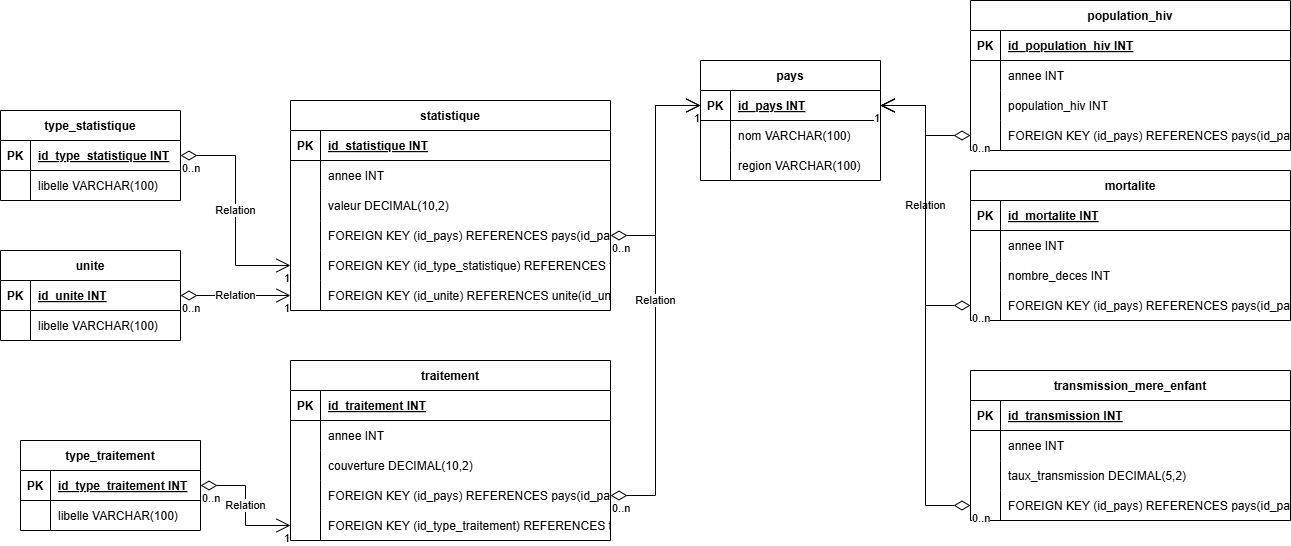 type_statistique
PK id_type_statistique INT
libelle VARCHAR(100)
0..n
Relation
1
unite
PK id_unite INT
libelle VARCHAR(100)
0..n
Relation
1
type_traitement
PK id_type_traitement INT
libelle VARCHAR(100)
0..n
Relation
1
statistique
PK id_statistique INT
annee INT
valeur DECIMAL(10,2)
FOREIGN KEY (id_pays) REFERENCES pays(id_pa
FOREIGN KEY (id_type_statistique) REFERENCES
FOREIGN KEY (id_unite) REFERENCES unite(id_un
0..n
traitement
PK id_traitement INT
annee INT
couverture DECIMAL(10,2)
FOREIGN KEY (id_pays) REFERENCES pays(id_pa
FOREIGN KEY (id_type_traitement) REFERENCES
0..n
Relation
1
pays
PK id_pays INT
nom VARCHAR(100)
region VARCHAR(100)
1
Relation
population_hiv
PK id_population_hiv INT
annee INT
population_hiv INT
FOREIGN KEY (id_pays) REFERENCES pays(id_pa
0..n
mortalite
PK id_mortalite INT
annee INT
nombre_deces INT
FOREIGN KEY (id_pays) REFERENCES pays(id_pa
0..n
transmission_mere_enfant
PK id_transmission INT
annee INT
taux_transmission DECIMAL(5,2)
FOREIGN KEY (id_pays) REFERENCES pays(id_pa
0..n